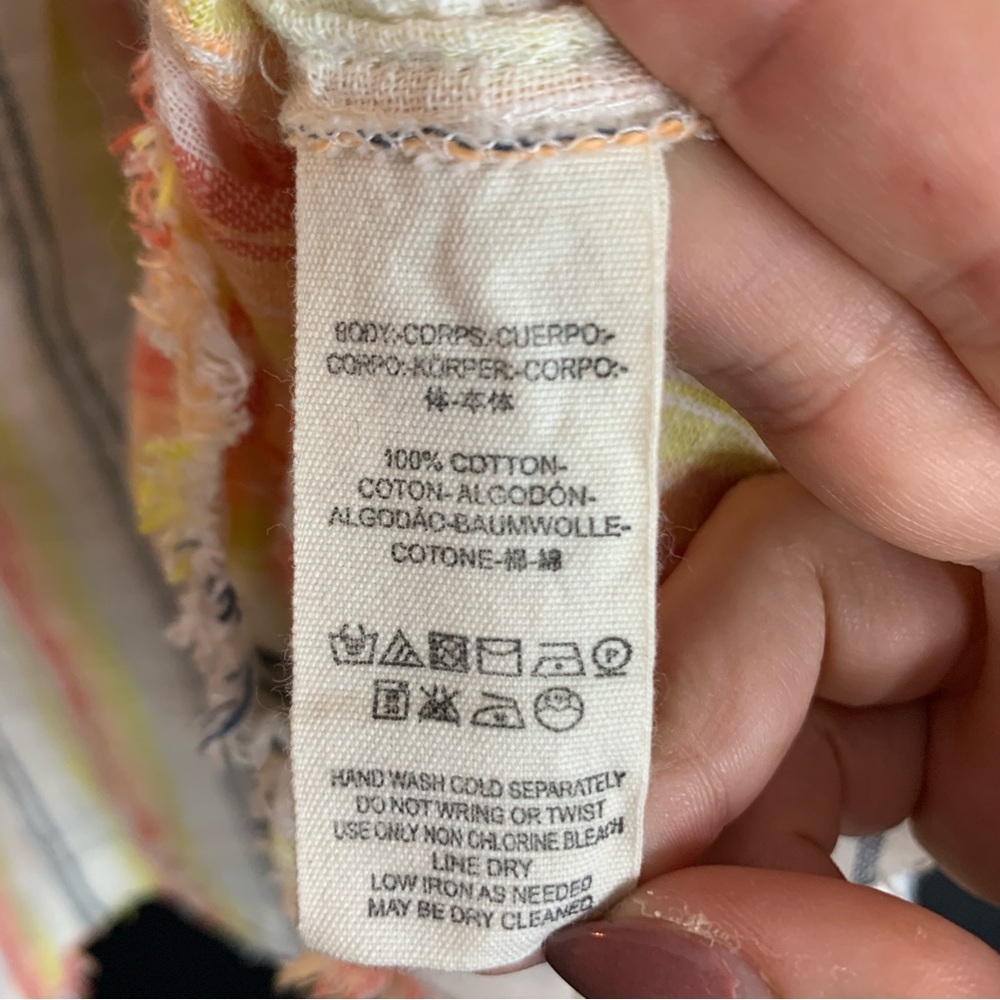 BODY:-CORPS:-CUERPO:-
CORPO:-KÖRPER:-CORPO:-
体-本体
100% COTTON-
COTON- ALGODÓN-
ALGODÃO-BAUMWOLLE-
COTONE-棉-綿
P
HAND WASH COLD SEPARATELY
DO NOT WRING OR TWIST
USE ONLY NON CHLORINE BLEACH
LINE DRY
LOW IRON AS NEEDED
MAY BE DRY CLEANED